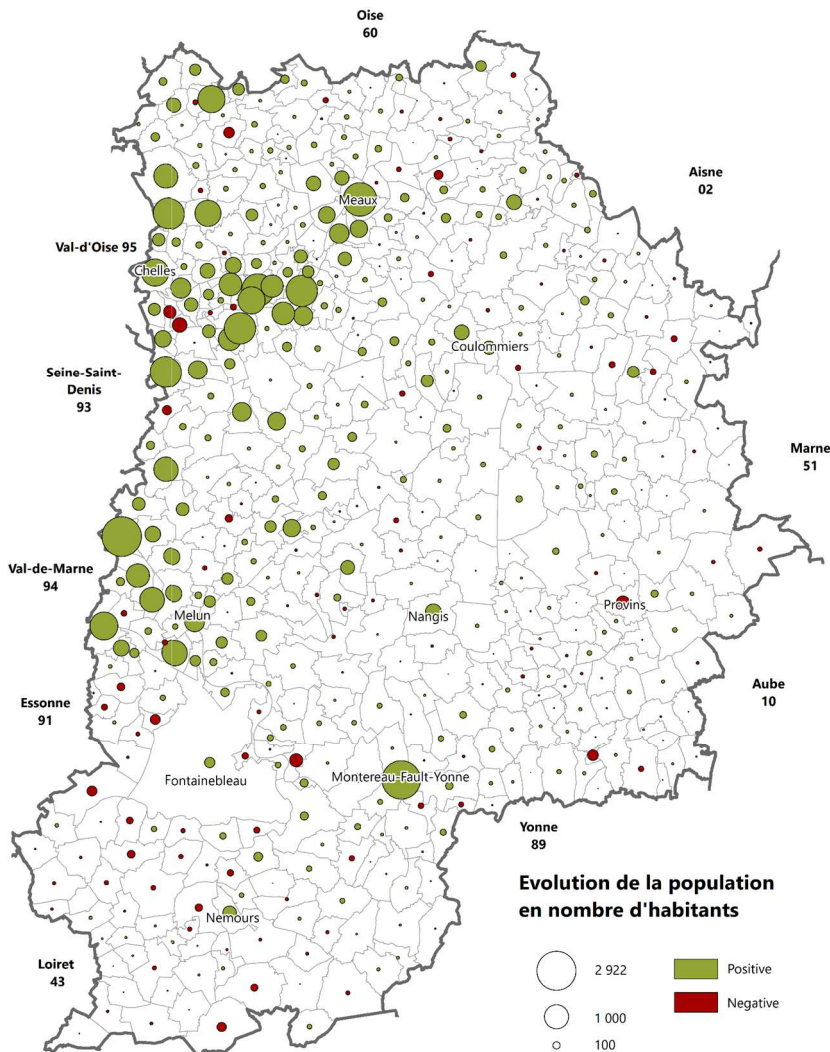 Oise
60
Aisne
02
Meaux
Val-d'Oise 95
Chelles
Coulommiers
Seine-Saint-
Denis
93
Marne
51
Val-de-Marne
94
Provins
Melun
Nangis
Essonne
91
Aube
10
Fontainebleau
Montereau-Fault-Yonne
Yonne
89
Evolution de la population
en nombre d'habitants
Nemours
Loiret
43
2 922
Positive
Negative
1 000
100